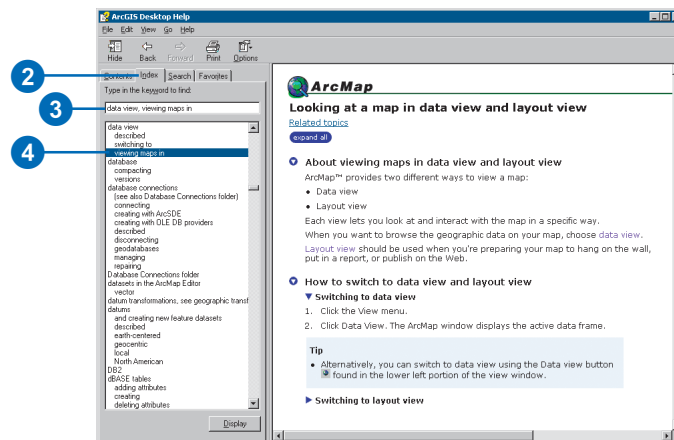 ArcGIS Desktop Help
File Edit View Go Help
Hide Back Forward Print Options
2
Contents Index Search Favorites
Type in the keyword to find:
3
data view, viewing maps in
4
data view
described
switching to
viewing maps in
database
compacting
versions
database connections
(see also Database Connections folder)
connecting
creating with ArcSDE
creating with OLE DB providers
described
disconnecting
geodatabases
managing
repairing
Database Connections folder
datasets in the ArcMap Editor
vector
datum transformations, see geographic transf
datums
and creating new feature datasets
described
earth-centered
geocentric
local
North American
DB2
dBASE tables
adding attributes
creating
deleting attributes
Display
ArcMap
Looking at a map in data view and layout view
Related topics
expand all
About viewing maps in data view and layout view
ArcMap™ provides two different ways to view a map:
• Data view
• Layout view
Each view lets you look at and interact with the map in a specific way.
When you want to browse the geographic data on your map, choose data view.
Layout view should be used when you're preparing your map to hang on the wall,
put in a report, or publish on the Web.
How to switch to data view and layout view
Switching to data view
1. Click the View menu.
2. Click Data View. The ArcMap window displays the active data frame.
Tip
• Alternatively, you can switch to data view using the Data view button
found in the lower left portion of the view window.
Switching to layout view